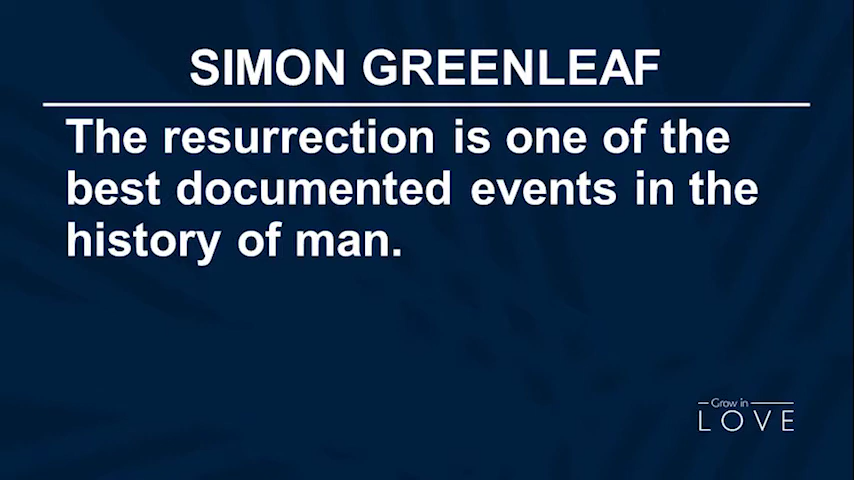 SIMON GREENLEAF
The resurrection is one of the
best documented events in the
history of man.
Grow in
LOVE